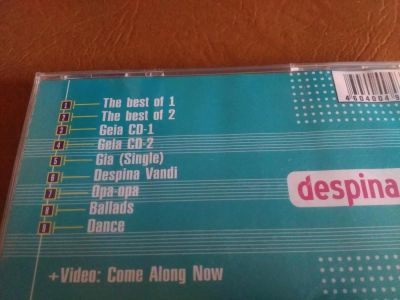 1 The best of 1
2 The best of 2
3 Geia CD-1
4 Geia CD-2
5 Gia (Single)
6 Despina Vandi
7 Opa-opa
8 Ballads
9 Dance
despina
+Video: Come Along Now